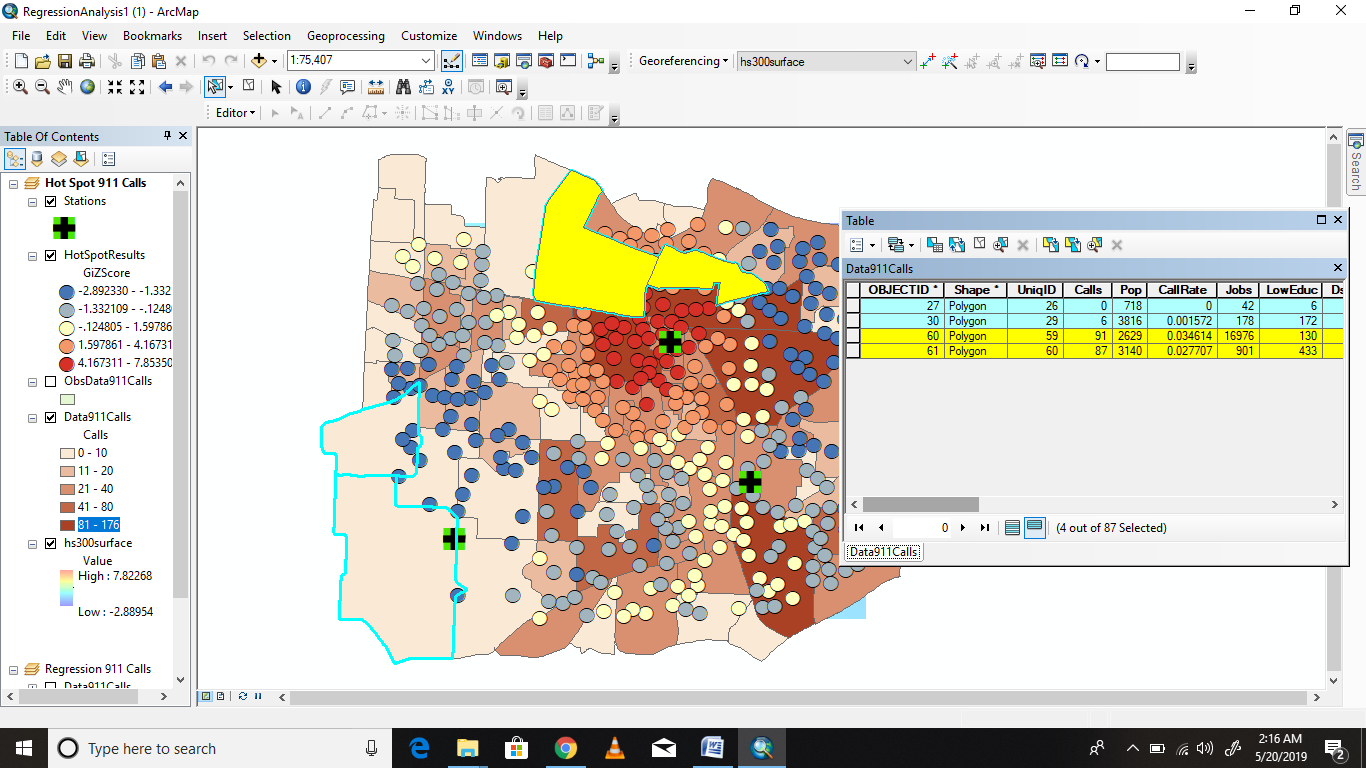 RegressionAnalysis1 (1) - ArcMap
File Edit View Bookmarks Insert Selection Geoprocessing Customize Windows Help
1:75,407
Georeferencing
hs300surface
Editor
Table Of Contents
Hot Spot 911 Calls
Stations
HotSpotResults
GiZScore
-2.892330 - -1.332
-1.332109 - -.1248
-.124805 - 1.59786
1.597861 - 4.16731
4.167311 - 7.85350
ObsData911Calls
Data911Calls
Calls
0 - 10
11 - 20
21 - 40
41 - 80
81 - 176
hs300surface
Value
High : 7.82268
Low : -2.88954
Regression 911 Calls
Data911Calls
Search
Table
Data911Calls
OBJECTID * Shape * UniqID Calls Pop CallRate Jobs LowEduc
27 Polygon 26 0 718 0 42 6
30 Polygon 29 6 3816 0.001572 178 172
60 Polygon 59 91 2629 0.034614 16976 130
61 Polygon 60 87 3140 0.027707 901 433
0
(4 out of 87 Selected)
Data911Calls
Type here to search
2:16 AM
5/20/2019
2